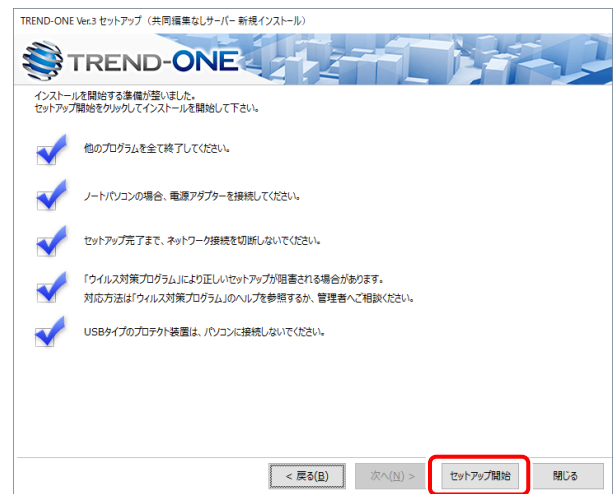 TREND-ONE Ver.3 セットアップ（共同編集なしサーバー 新規インストール）
TREND-ONE
インストールを開始する準備が整いました。
セットアップ開始をクリックしてインストールを開始して下さい。
他のプログラムを全て終了してください。
ノートパソコンの場合、電源アダプターを接続してください。
セットアップ完了まで、ネットワーク接続を切断しないでください。
「ウイルス対策プログラム」により正しいセットアップが阻害される場合があります。
対応方法は「ウイルス対策プログラム」のヘルプを参照するか、管理者へご相談ください。
USBタイプのプロテクト装置は、パソコンに接続しないでください。
< 戻る(B) 次へ(N) > セットアップ開始 閉じる